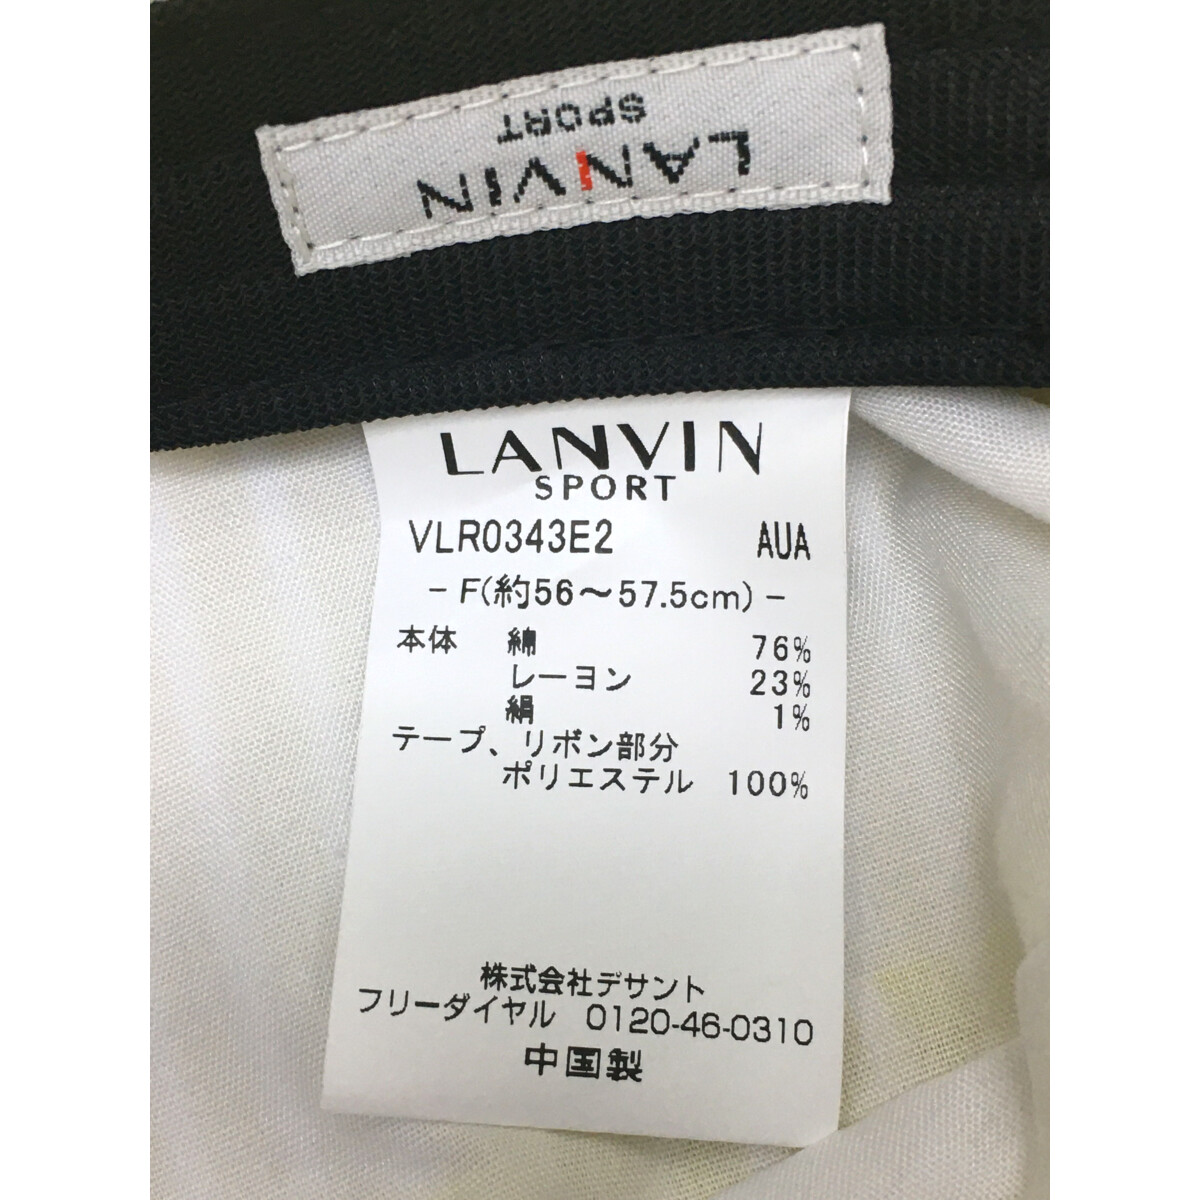 LANVIN
SPORT
LANVIN
SPORT
VLR0343E2 AUA
- F(約56～57.5cm) -
本体 綿 76%
レーヨン 23%
絹 1%
テープ、リボン部分
ポリエステル 100%
株式会社デサント
フリーダイヤル 0120-46-0310
中国製